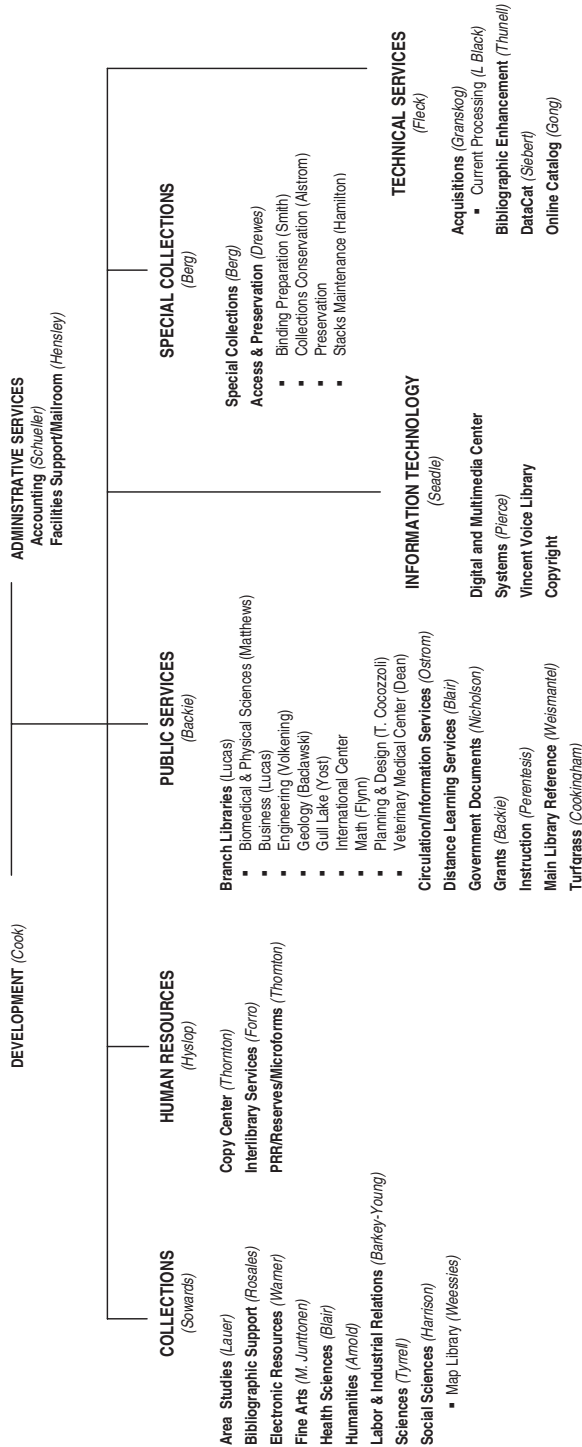 DEVELOPMENT (Cook)
ADMINISTRATIVE SERVICES
Accounting (Schueller)
Facilities Support/Mailroom (Hensley)
COLLECTIONS
(Sowards)
Area Studies (Lauer)
Bibliographic Support (Rosales)
Electronic Resources (Warner)
Fine Arts (M. Junttonen)
Health Sciences (Blair)
Humanities (Arnold)
Labor & Industrial Relations (Barkey-Young)
Sciences (Tyrrell)
Social Sciences (Harrison)
▪ Map Library (Weessies)
HUMAN RESOURCES
(Hyslop)
Copy Center (Thornton)
Interlibrary Services (Forro)
PRR/Reserves/Microforms (Thornton)
PUBLIC SERVICES
(Backie)
Branch Libraries (Lucas)
▪ Biomedical & Physical Sciences (Matthews)
▪ Business (Lucas)
▪ Engineering (Volkening)
▪ Geology (Baclawski)
▪ Gull Lake (Yost)
▪ International Center
▪ Math (Flynn)
▪ Planning & Design (T. Cocozzoli)
▪ Veterinary Medical Center (Dean)
Circulation/Information Services (Ostrom)
Distance Learning Services (Blair)
Government Documents (Nicholson)
Grants (Backie)
Instruction (Perentesis)
Main Library Reference (Weismantel)
Turfgrass (Cookingham)
INFORMATION TECHNOLOGY
(Seadle)
Digital and Multimedia Center
Systems (Pierce)
Vincent Voice Library
Copyright
SPECIAL COLLECTIONS
(Berg)
Special Collections (Berg)
Access & Preservation (Drewes)
▪ Binding Preparation (Smith)
▪ Collections Conservation (Alstrom)
▪ Preservation
▪ Stacks Maintenance (Hamilton)
TECHNICAL SERVICES
(Fleck)
Acquisitions (Granskog)
▪ Current Processing (L Black)
Bibliographic Enhancement (Thunell)
DataCat (Siebert)
Online Catalog (Gong)